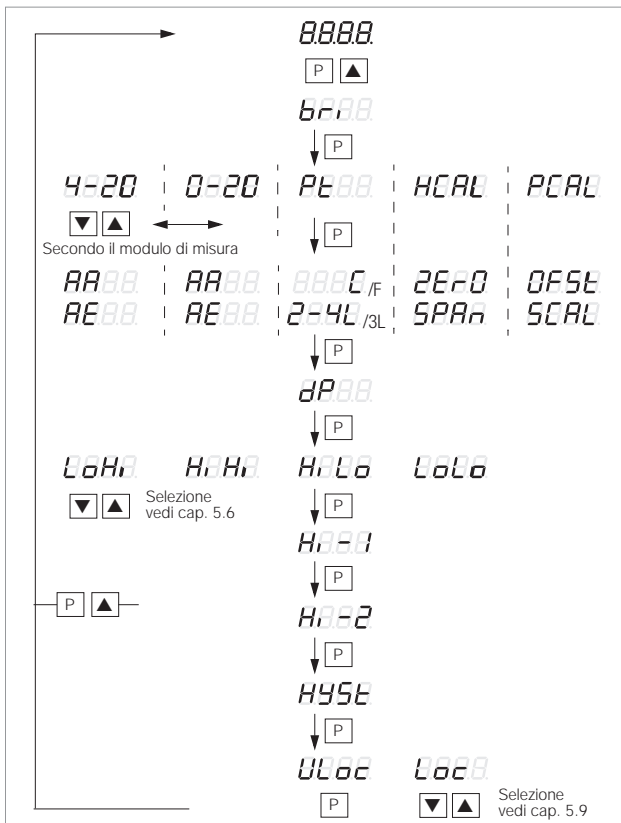 8.8.8.8.
P ▲
bri
P
4-20 0-20 Pt HCAL PCAL
▼ ▲
P
Secondo il modulo di misura
AA AA C /F ZErO OFSt
AE AE 2-4L /3L SPAn SCAL
P
dP
P
LoHi HiHi HiLo LoLo
▼ ▲ Selezione
vedi cap. 5.6
P
Hi-1
P
P ▲
Hi-2
P
HYSt
P
ULoc Loc
P ▼ ▲ Selezione
vedi cap. 5.9